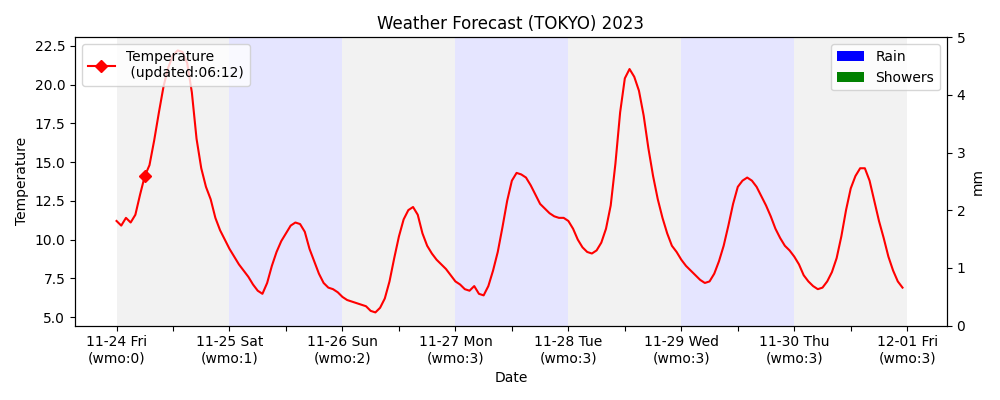 Weather Forecast (TOKYO) 2023
Temperature
(updated:06:12)
Rain
Showers
22.5
20.0
17.5
15.0
12.5
10.0
7.5
5.0
Temperature
5
4
3
2
1
0
mm
11-24 Fri 11-25 Sat 11-26 Sun 11-27 Mon 11-28 Tue 11-29 Wed 11-30 Thu 12-01 Fri
(wmo:0) (wmo:1) (wmo:2) (wmo:3) (wmo:3) (wmo:3) (wmo:3) (wmo:3)
Date